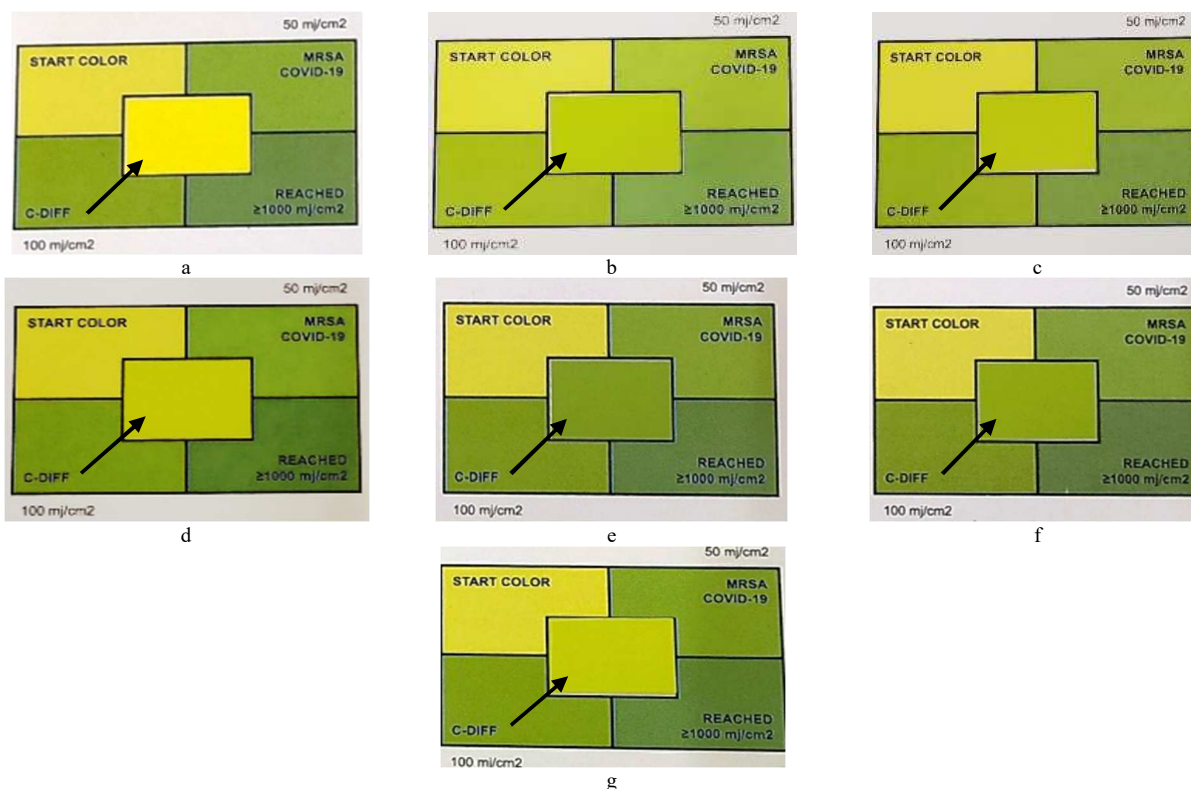 50 mj/cm2
START COLOR
MRSA
COVID-19
C-DIFF
REACHED
≥1000 mj/cm2
100 mj/cm2
a
50 mj/cm2
START COLOR
MRSA
COVID-19
C-DIFF
REACHED
≥1000 mj/cm2
100 mj/cm2
b
50 mj/cm2
START COLOR
MRSA
COVID-19
C-DIFF
REACHED
≥1000 mj/cm2
100 mj/cm2
c
50 mj/cm2
START COLOR
MRSA
COVID-19
C-DIFF
REACHED
≥1000 mj/cm2
100 mj/cm2
d
50 mj/cm2
START COLOR
MRSA
COVID-19
C-DIFF
REACHED
≥1000 mj/cm2
100 mj/cm2
e
50 mj/cm2
START COLOR
MRSA
COVID-19
C-DIFF
REACHED
≥1000 mj/cm2
100 mj/cm2
f
50 mj/cm2
START COLOR
MRSA
COVID-19
C-DIFF
REACHED
≥1000 mj/cm2
100 mj/cm2
g